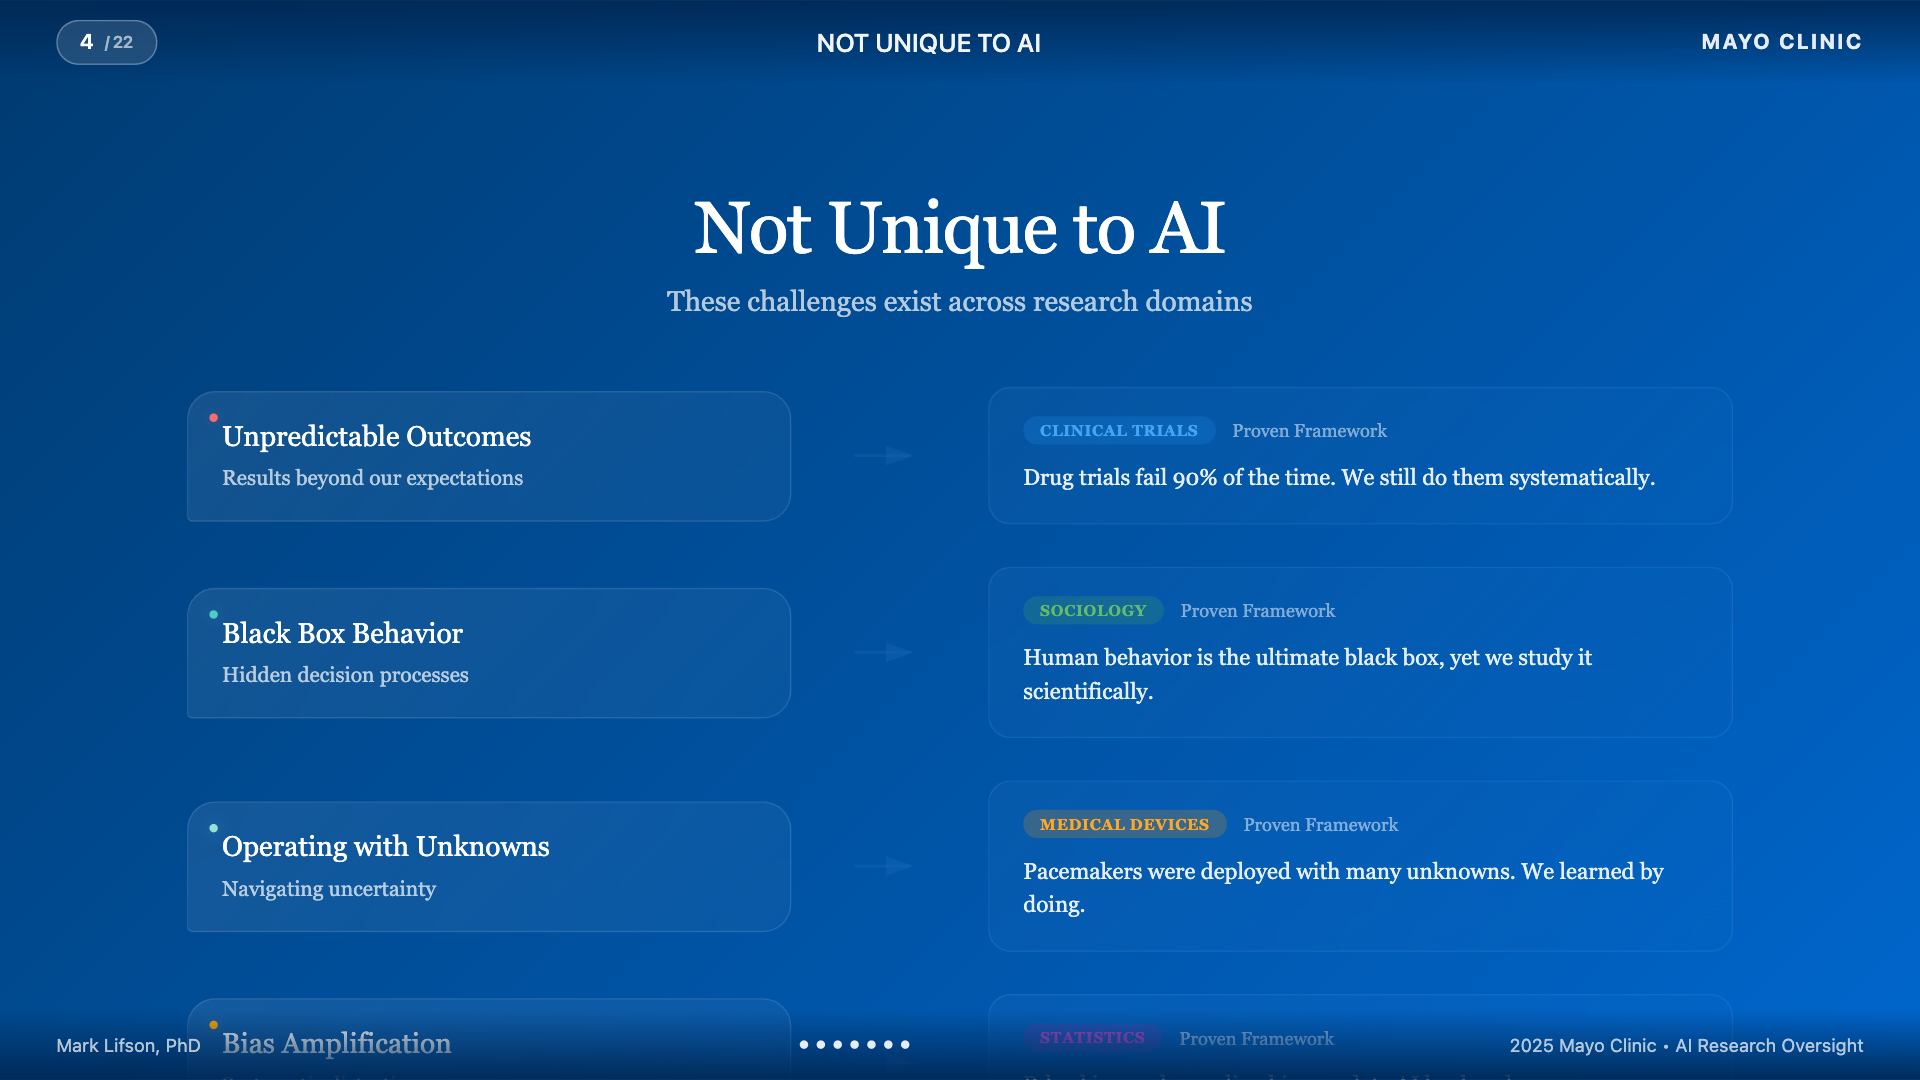 4 / 22
NOT UNIQUE TO AI
MAYO CLINIC
Not Unique to AI
These challenges exist across research domains
Unpredictable Outcomes
Results beyond our expectations
CLINICAL TRIALS Proven Framework
Drug trials fail 90% of the time. We still do them systematically.
Black Box Behavior
Hidden decision processes
SOCIOLOGY Proven Framework
Human behavior is the ultimate black box, yet we study it
scientifically.
Operating with Unknowns
Navigating uncertainty
MEDICAL DEVICES Proven Framework
Pacemakers were deployed with many unknowns. We learned by
doing.
Bias Amplification
STATISTICS Proven Framework
Mark Lifson, PhD
2025 Mayo Clinic • AI Research Oversight